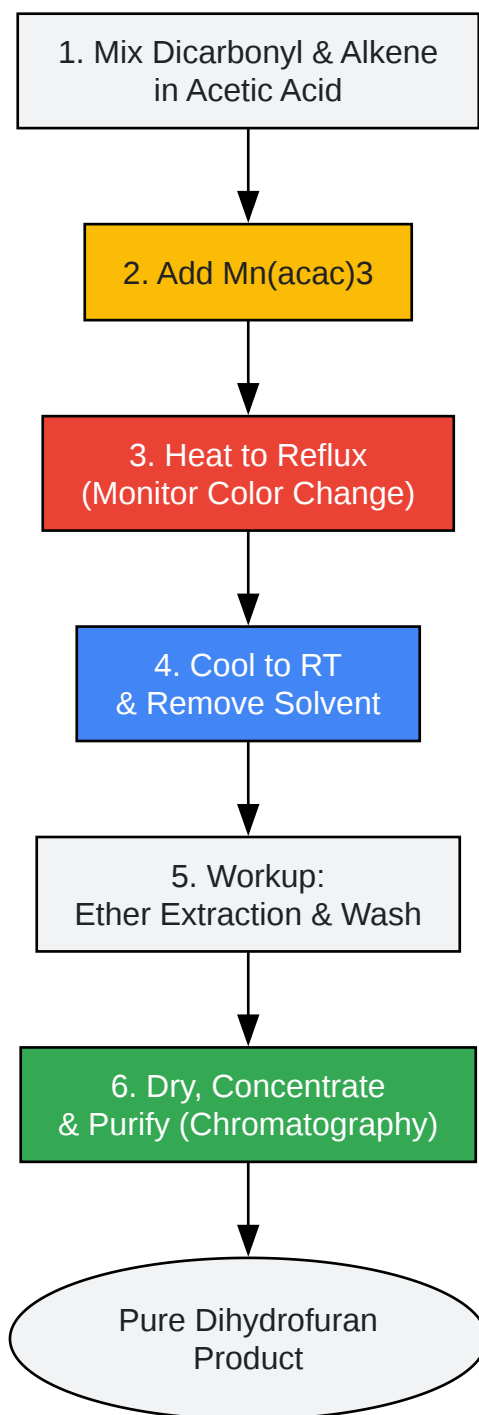 1. Mix Dicarbonyl & Alkene
in Acetic Acid
2. Add Mn(acac)3
3. Heat to Reflux
(Monitor Color Change)
4. Cool to RT
& Remove Solvent
5. Workup:
Ether Extraction & Wash
6. Dry, Concentrate
& Purify (Chromatography)
Pure Dihydrofuran
Product